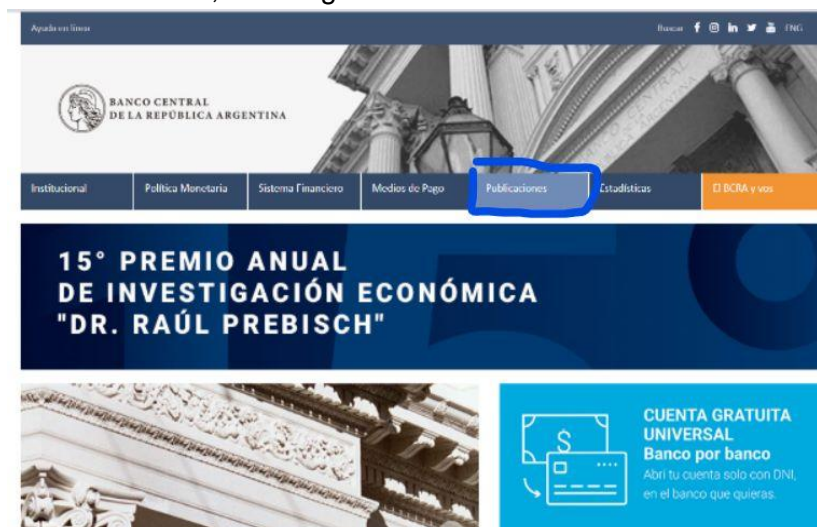 Ayuda en línea
Buscar
ENG
BANCO CENTRAL
DE LA REPÚBLICA ARGENTINA
Institucional
Política Monetaria
Sistema Financiero
Medios de Pago
Publicaciones
Estadísticas
El BCRA y vos
15° PREMIO ANUAL
DE INVESTIGACIÓN ECONÓMICA
"DR. RAÚL PREBISCH"
CUENTA GRATUITA
UNIVERSAL
Banco por banco
Abrí tu cuenta solo con DNI,
en el banco que quieras.